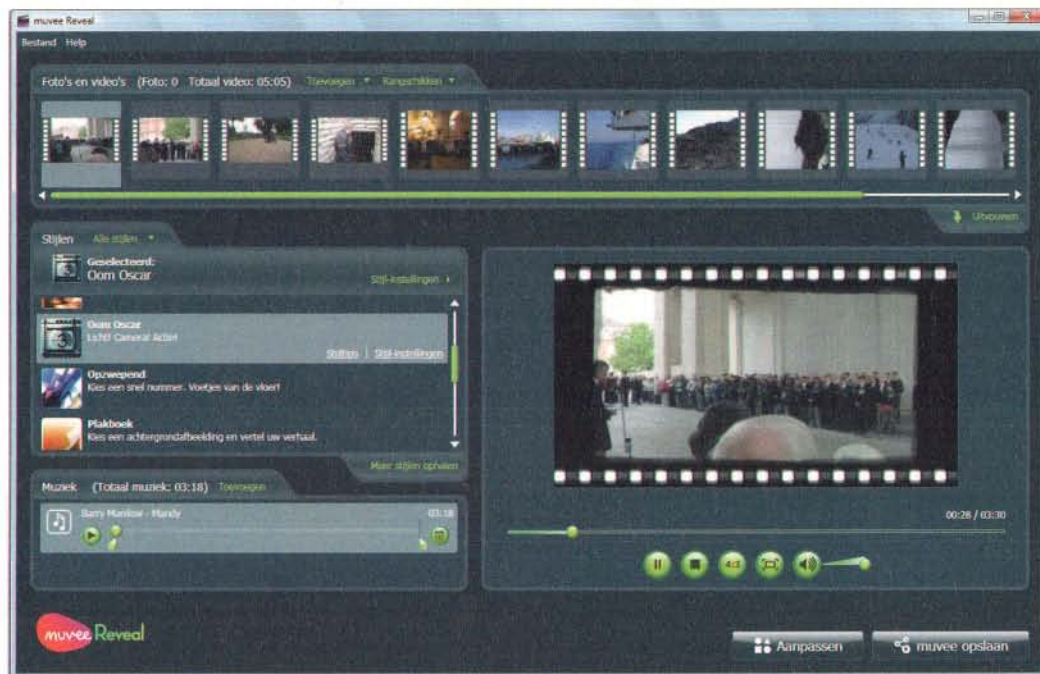 muvee Reveal
Bestand Help
Foto's en video's (Foto: 0 Totaal video: 05:05) Toevoegen Rangschikken
Uitvouwen
Stijlen Alle stijlen
Geselecteerd:
Oom Oscar
Stijl-instellingen
Oom Oscar
Licht! Camera! Actie!
Stijltips | Stijl-instellingen
Opzwepend
Kies een snel nummer. Voetjes van de vloer!
Plakboek
Kies een achtergrondafbeelding en vertel uw verhaal.
Meer stijlen ophalen
Muziek (Totaal muziek: 03:18) Toevoegen
Barry Manilow - Mandy 03:18
00:28 / 03:30
4:3
muvee Reveal
Aanpassen
muvee opslaan